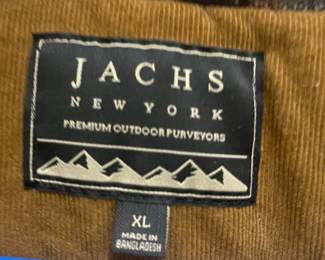 JACHS
NEW YORK
PREMIUM OUTDOOR PURVEYORS
XL
MADE IN
BANGLADESH